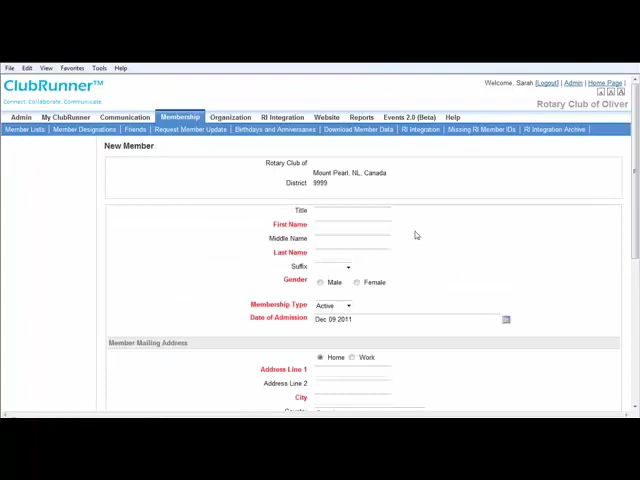 File Edit View Favorites Tools Help
ClubRunner™
Connect. Collaborate. Communicate.
Welcome, Sarah [Logout] | Admin | Home Page |
A A A
Rotary Club of Oliver
Admin My ClubRunner Communication Membership Organization RI Integration Website Reports Events 2.0 (Beta) Help
Member Lists | Member Designations | Friends | Request Member Update | Birthdays and Anniversaries | Download Member Data | RI Integration | Missing RI Member IDs | RI Integration Archive |
New Member
Rotary Club of
Mount Pearl, NL, Canada
District 9999
Title
First Name
Middle Name
Last Name
Suffix
Gender Male Female
Membership Type Active
Date of Admission Dec 09 2011
Member Mailing Address
Home Work
Address Line 1
Address Line 2
City
Country